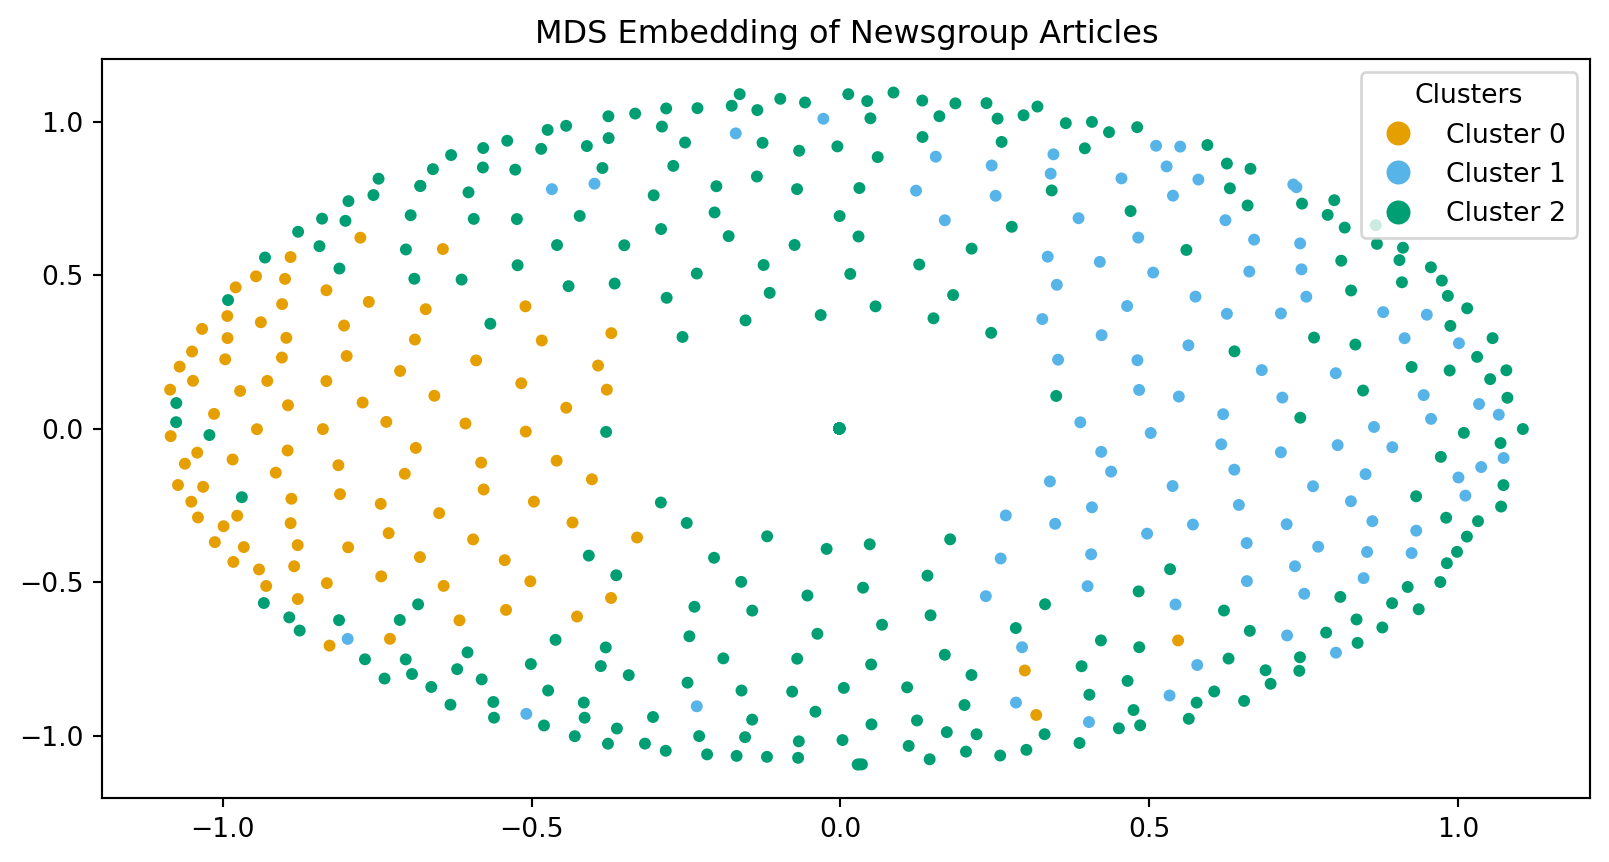 MDS Embedding of Newsgroup Articles
Clusters
Cluster 0
Cluster 1
Cluster 2
1.0
0.5
0.0
−0.5
−1.0
−1.0 −0.5 0.0 0.5 1.0